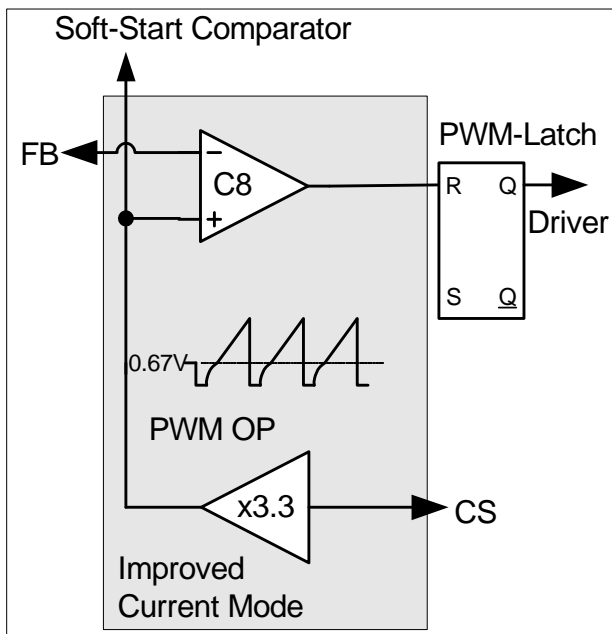 Soft-Start Comparator
FB
−
C8
+
PWM-Latch
R Q
Driver
S Q
0.67V
PWM OP
x3.3
CS
Improved
Current Mode